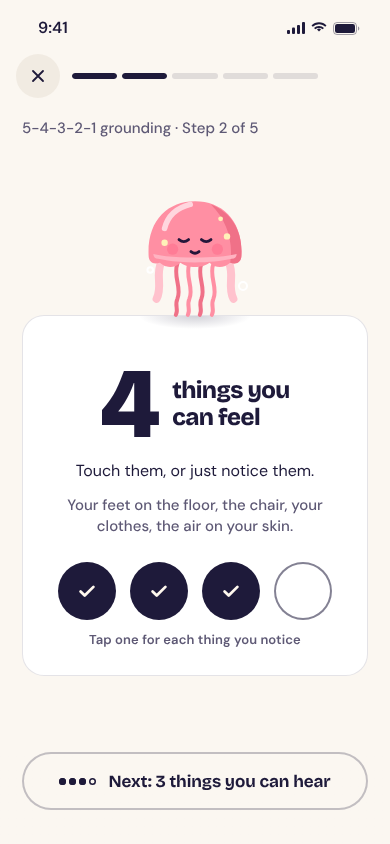 9:41
5-4-3-2-1 grounding · Step 2 of 5
4
things you
can feel
Touch them, or just notice them.
Your feet on the floor, the chair, your
clothes, the air on your skin.
Tap one for each thing you notice
Next: 3 things you can hear